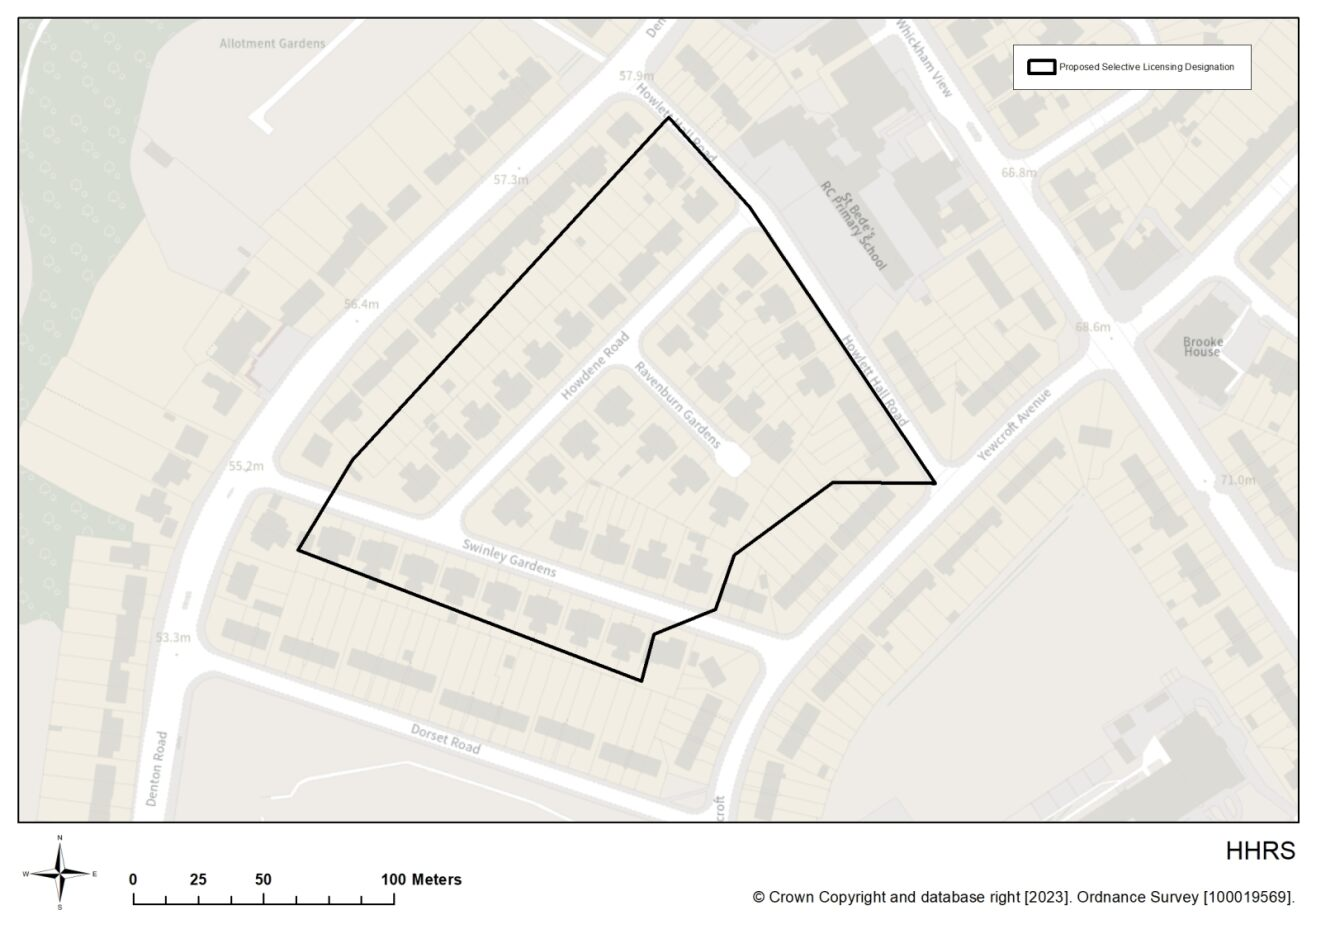 Allotment Gardens
Den
Whickham View
Proposed Selective Licensing Designation
57.9m
Howlett Hall Road
57.3m
65.8m
St Bede's
RC Primary School
56.4m
68.6m
Brooke
House
Howdene Road
Ravenburn Gardens
Howlett Hall Road
Yewcroft Avenue
55.2m
71.0m
Swinley Gardens
53.3m
Dorset Road
Denton Road
croft
N
W E
S
0 25 50 100 Meters
HHRS
© Crown Copyright and database right [2023]. Ordnance Survey [100019569].